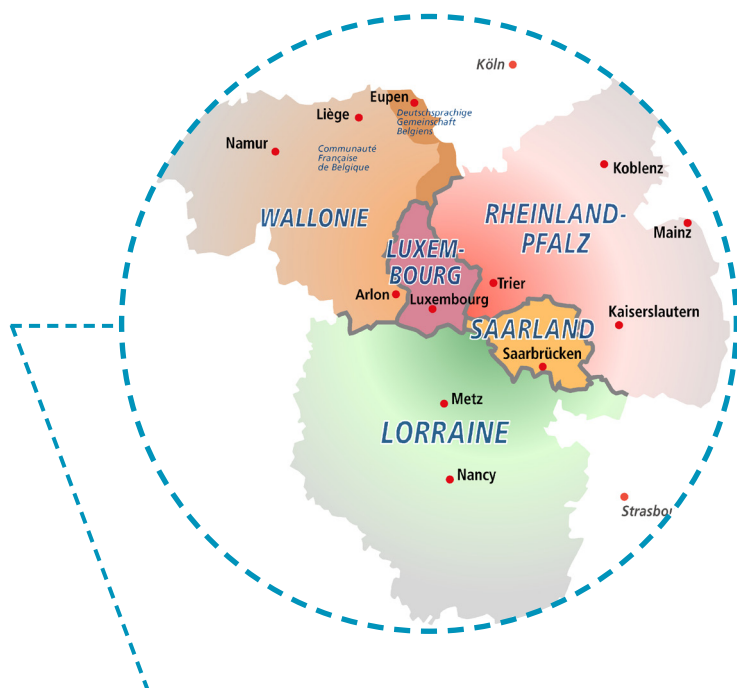 Köln
Eupen
Deutschsprachige
Gemeinschaft
Belgiens
Liège
Namur
Communauté
Française
de Belgique
Koblenz
WALLONIE
RHEINLAND-
PFALZ
Mainz
LUXEM-
BOURG
Trier
Arlon
Luxembourg
Kaiserslautern
SAARLAND
Saarbrücken
Metz
LORRAINE
Nancy